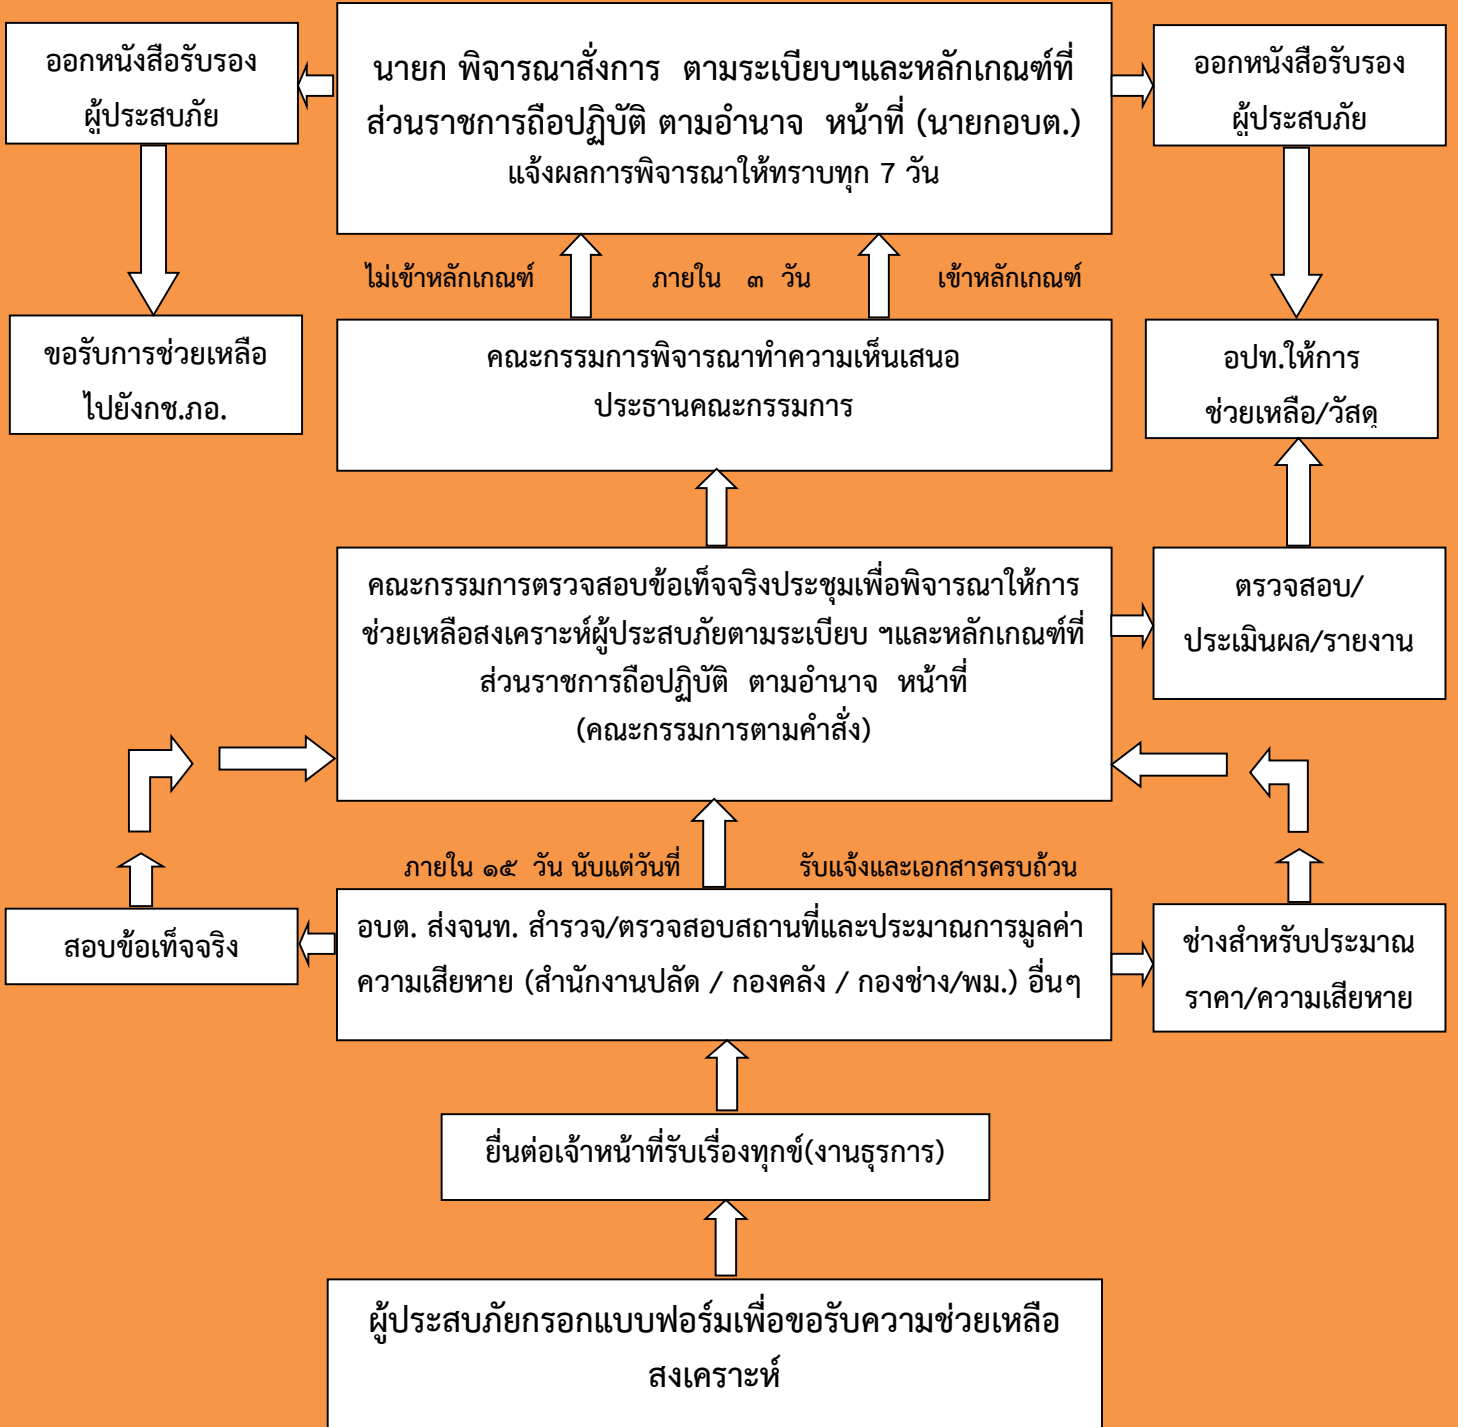 ออกหนังสือรับรอง
ผู้ประสบภัย
นายก พิจารณาสั่งการ ตามระเบียบฯและหลักเกณฑ์ที่
ส่วนราชการถือปฏิบัติ ตามอำนาจ หน้าที่ (นายกอบต.)
แจ้งผลการพิจารณาให้ทราบทุก 7 วัน
ออกหนังสือรับรอง
ผู้ประสบภัย
ไม่เข้าหลักเกณฑ์ ภายใน ๓ วัน เข้าหลักเกณฑ์
ขอรับการช่วยเหลือ
ไปยังกช.ภอ.
คณะกรรมการพิจารณาทำความเห็นเสนอ
ประธานคณะกรรมการ
อปท.ให้การ
ช่วยเหลือ/วัสดุ
คณะกรรมการตรวจสอบข้อเท็จจริงประชุมเพื่อพิจารณาให้การ
ช่วยเหลือสงเคราะห์ผู้ประสบภัยตามระเบียบ ฯและหลักเกณฑ์ที่
ส่วนราชการถือปฏิบัติ ตามอำนาจ หน้าที่
(คณะกรรมการตามคำสั่ง)
ตรวจสอบ/
ประเมินผล/รายงาน
ภายใน ๑๕ วัน นับแต่วันที่ รับแจ้งและเอกสารครบถ้วน
สอบข้อเท็จจริง
อบต. ส่งจนท. สำรวจ/ตรวจสอบสถานที่และประมาณการมูลค่า
ความเสียหาย (สำนักงานปลัด / กองคลัง / กองช่าง/พม.) อื่นๆ
ช่างสำหรับประมาณ
ราคา/ความเสียหาย
ยื่นต่อเจ้าหน้าที่รับเรื่องทุกข์(งานธุรการ)
ผู้ประสบภัยกรอกแบบฟอร์มเพื่อขอรับความช่วยเหลือ
สงเคราะห์